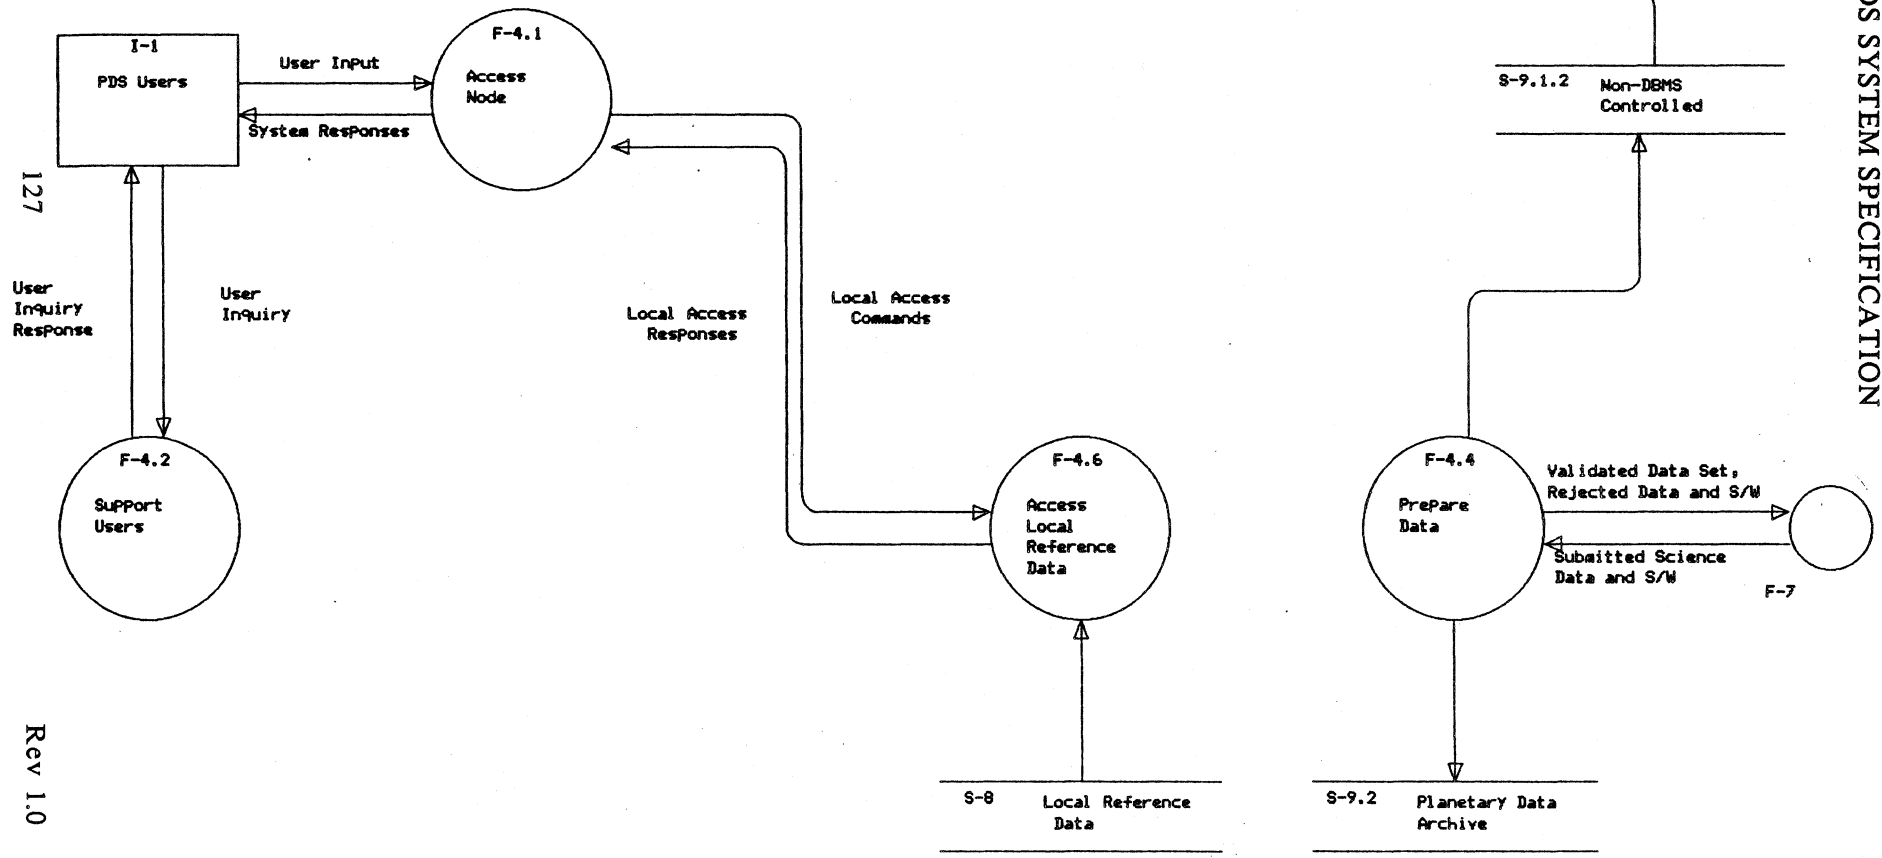 I-1
PDS Users
User Input
System Responses
F-4.1
Access
Node
S-9.1.2
Non-DBMS
Controlled
User
Inquiry
Response
User
Inquiry
Local Access
Responses
Local Access
Commands
F-4.2
Support
Users
F-4.6
Access
Local
Reference
Data
F-4.4
Prepare
Data
Validated Data Set,
Rejected Data and S/W
Submitted Science
Data and S/W
F-7
S-8
Local Reference
Data
S-9.2
Planetary Data
Archive
127
Rev 1.0
SYSTEM SPECIFICATION